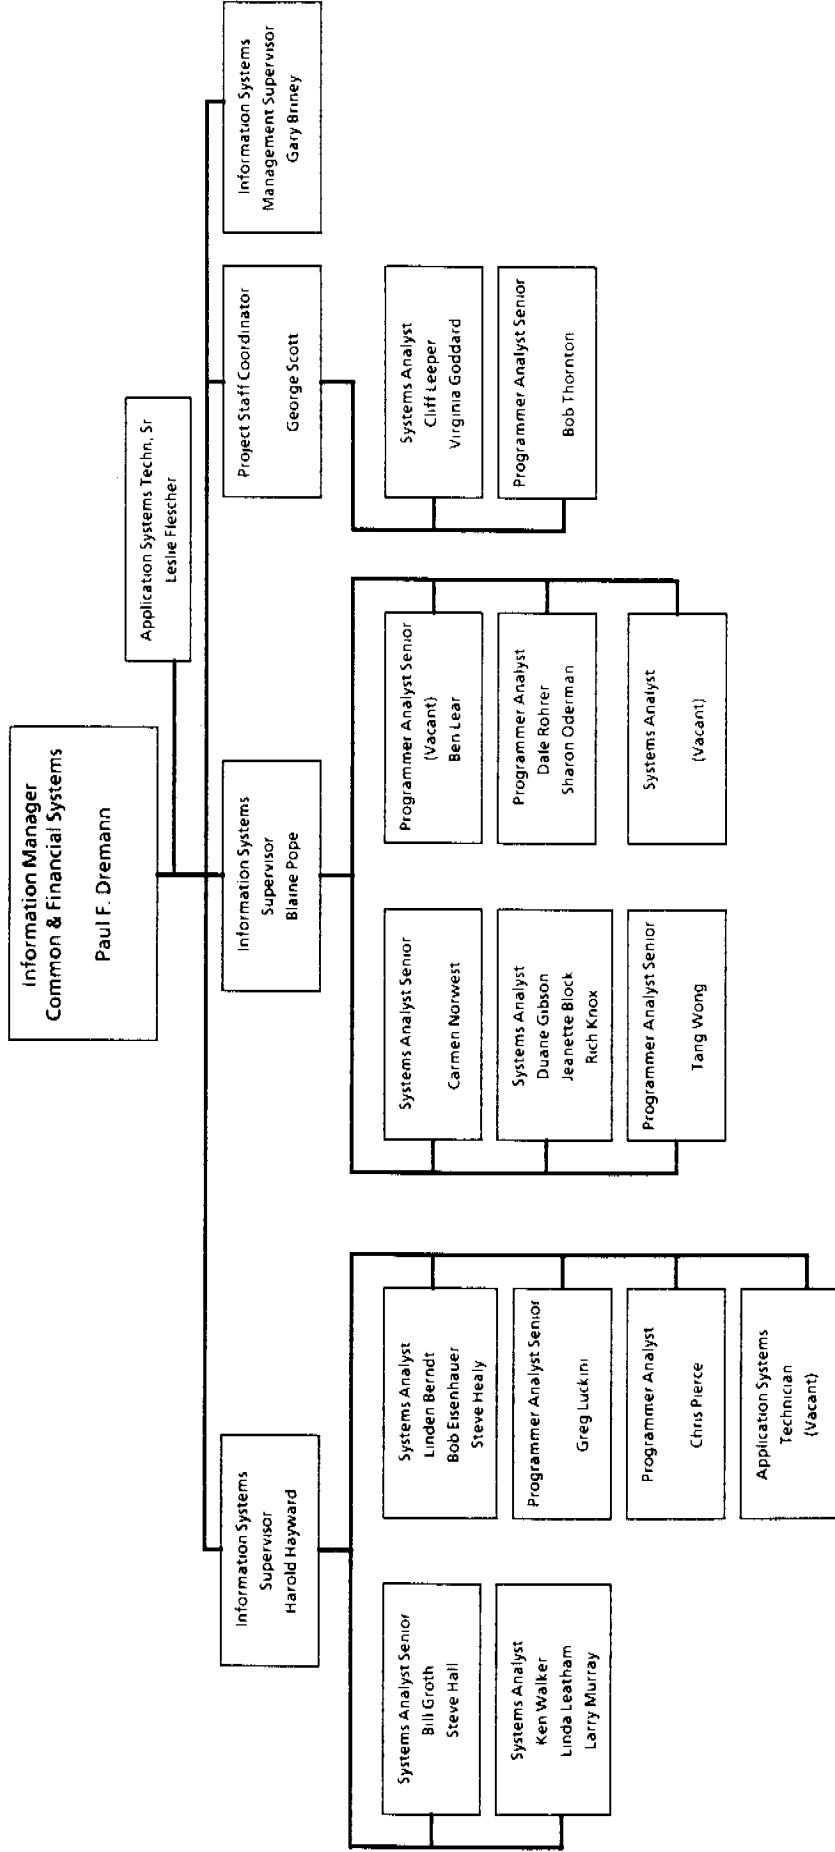 Information Manager
Common & Financial Systems
Paul F. Dremann
Application Systems Techn, Sr
Leslie Flescher
Information Systems
Supervisor
Harold Hayward
Information Systems
Supervisor
Blaine Pope
Project Staff Coordinator
George Scott
Information Systems
Management Supervisor
Gary Briney
Systems Analyst Senior
Bill Groth
Steve Hall
Systems Analyst
Ken Walker
Linda Leatham
Larry Murray
Systems Analyst
Linden Berndt
Bob Eisenhauer
Steve Healy
Programmer Analyst Senior
Greg Luckini
Programmer Analyst
Chris Pierce
Application Systems
Technician
(Vacant)
Systems Analyst Senior
Carmen Norwest
Systems Analyst
Duane Gibson
Jeanette Block
Rich Knox
Programmer Analyst Senior
Tang Wong
Programmer Analyst Senior
(Vacant)
Ben Lear
Programmer Analyst
Dale Rohrer
Sharon Oderman
Systems Analyst
(Vacant)
Systems Analyst
Cliff Leeper
Virginia Goddard
Programmer Analyst Senior
Bob Thornton